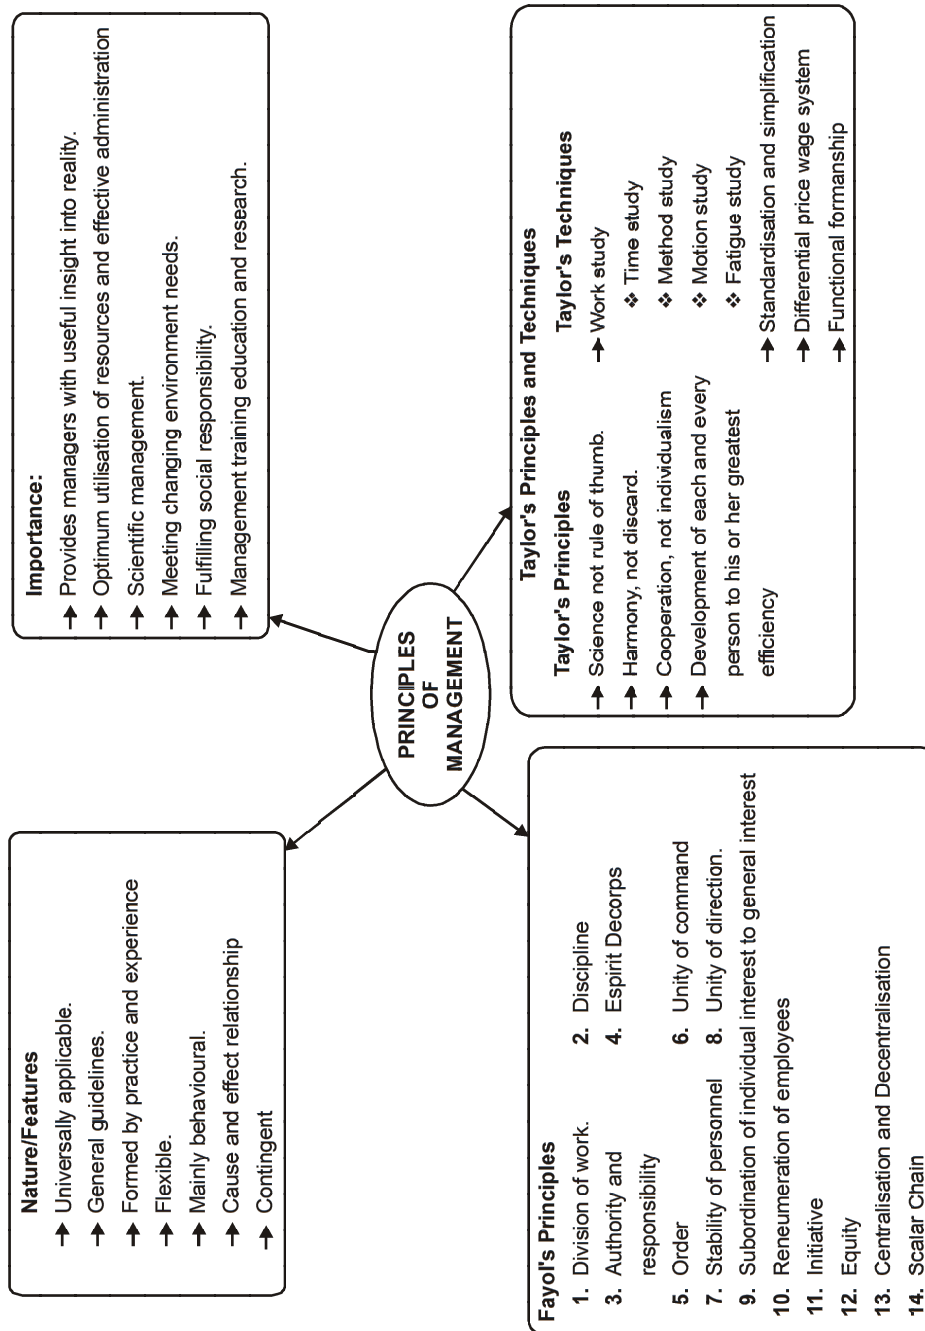 Nature/Features
→ Universally applicable.
→ General guidelines.
→ Formed by practice and experience
→ Flexible.
→ Mainly behavioural.
→ Cause and effect relationship
→ Contingent
Importance:
→ Provides managers with useful insight into reality.
→ Optimum utilisation of resources and effective administration
→ Scientific management.
→ Meeting changing environment needs.
→ Fulfilling social responsibility.
→ Management training education and research.
PRINCIPLES
OF
MANAGEMENT
Fayol's Principles
1. Division of work. 2. Discipline
3. Authority and 4. Espirit Decorps
responsibility
5. Order 6. Unity of command
7. Stability of personnel 8. Unity of direction.
9. Subordination of individual interest to general interest
10. Reneumeration of employees
11. Initiative
12. Equity
13. Centralisation and Decentralisation
14. Scalar Chain
Taylor's Principles and Techniques
Taylor's Principles
→ Science not rule of thumb.
→ Harmony, not discard.
→ Cooperation, not individualism
→ Development of each and every
person to his or her greatest
efficiency
Taylor's Techniques
→ Work study
❖ Time study
❖ Method study
❖ Motion study
❖ Fatigue study
→ Standardisation and simplification
→ Differential price wage system
→ Functional formanship